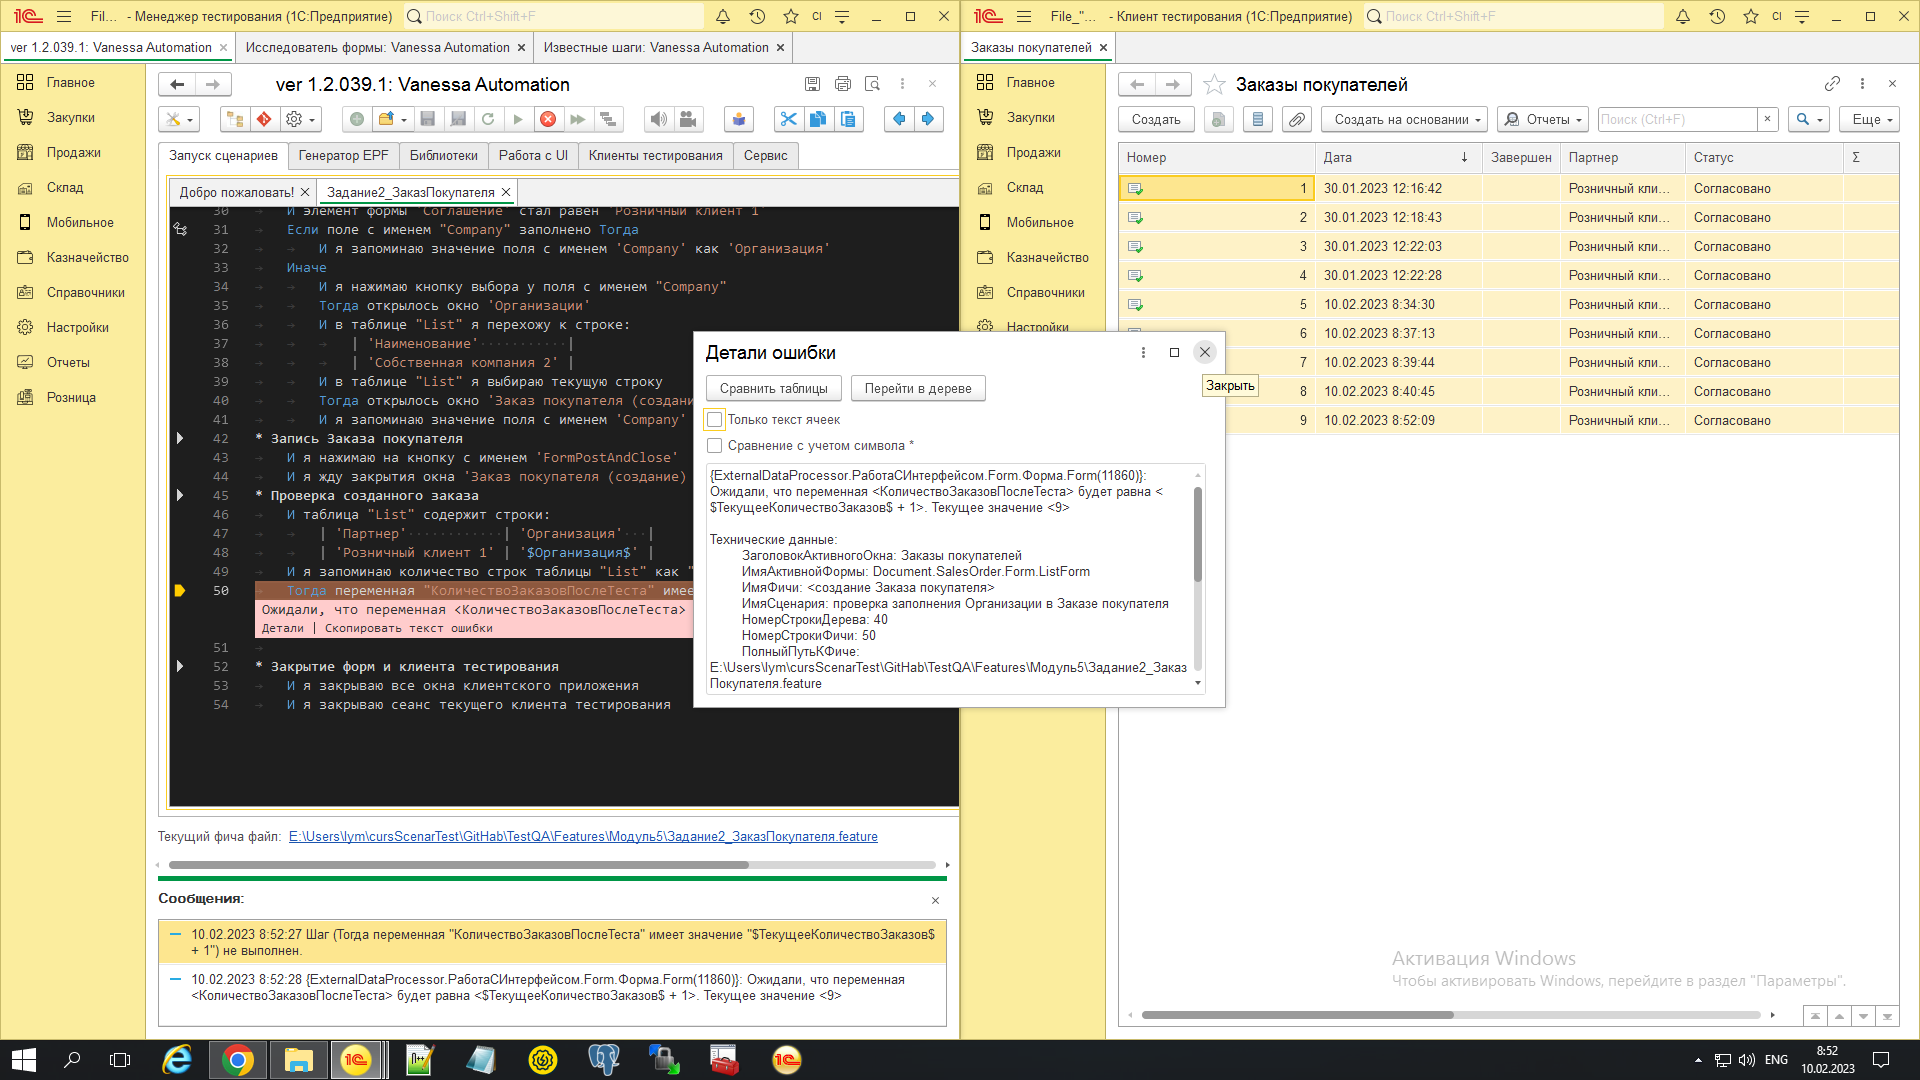 Fil... - Менеджер тестирования (1С:Предприятие)
Поиск Ctrl+Shift+F
CI
File_"... - Клиент тестирования (1С:Предприятие)
Поиск Ctrl+Shift+F
CI
ver 1.2.039.1: Vanessa Automation
Исследователь формы: Vanessa Automation
Известные шаги: Vanessa Automation
Заказы покупателей
Главное
Закупки
Продажи
Склад
Мобильное
Казначейство
Справочники
Настройки
Отчеты
Розница
ver 1.2.039.1: Vanessa Automation
Запуск сценариев
Генератор EPF
Библиотеки
Работа с UI
Клиенты тестирования
Сервис
Добро пожаловать!
Задание2_ЗаказПокупателя
30 И элемент формы 'Соглашение' стал равен 'Розничный клиент 1'
31 Если поле с именем "Company" заполнено Тогда
32 И я запоминаю значение поля с именем 'Company' как 'Организация'
33 Иначе
34 И я нажимаю кнопку выбора у поля с именем "Company"
35 Тогда открылось окно 'Организации'
36 И в таблице "List" я перехожу к строке:
37 | 'Наименование' |
38 | 'Собственная компания 2' |
39 И в таблице "List" я выбираю текущую строку
40 Тогда открылось окно 'Заказ покупателя (создани
41 И я запоминаю значение поля с именем 'Company'
42 * Запись Заказа покупателя
43 И я нажимаю на кнопку с именем 'FormPostAndClose'
44 И я жду закрытия окна 'Заказ покупателя (создание)
45 * Проверка созданного заказа
46 И таблица "List" содержит строки:
47 | 'Партнер' | 'Организация' |
48 | 'Розничный клиент 1' | '$Организация$' |
49 И я запоминаю количество строк таблицы "List" как "
50 Тогда переменная "КоличествоЗаказовПослеТеста" имее
Ожидали, что переменная <КоличествоЗаказовПослеТеста>
Детали | Скопировать текст ошибки
51
52 * Закрытие форм и клиента тестирования
53 И я закрываю все окна клиентского приложения
54 И я закрываю сеанс текущего клиента тестирования
Текущий фича файл: E:\Users\lym\cursScenarTest\GitHab\TestQA\Features\Модуль5\Задание2_ЗаказПокупателя.feature
Сообщения:
10.02.2023 8:52:27 Шаг (Тогда переменная "КоличествоЗаказовПослеТеста" имеет значение "$ТекущееКоличествоЗаказов$
+ 1") не выполнен.
10.02.2023 8:52:28 {ExternalDataProcessor.РаботаСИнтерфейсом.Form.Форма.Form(11860)}: Ожидали, что переменная
<КоличествоЗаказовПослеТеста> будет равна <$ТекущееКоличествоЗаказов$ + 1>. Текущее значение <9>
Детали ошибки
Закрыть
Сравнить таблицы
Перейти в дереве
Только текст ячеек
Сравнение с учетом символа *
{ExternalDataProcessor.РаботаСИнтерфейсом.Form.Форма.Form(11860)}:
Ожидали, что переменная <КоличествоЗаказовПослеТеста> будет равна <
$ТекущееКоличествоЗаказов$ + 1>. Текущее значение <9>
Технические данные:
ЗаголовокАктивногоОкна: Заказы покупателей
ИмяАктивнойФормы: Document.SalesOrder.Form.ListForm
ИмяФичи: <создание Заказа покупателя>
ИмяСценария: проверка заполнения Организации в Заказе покупателя
НомерСтрокиДерева: 40
НомерСтрокиФичи: 50
ПолныйПутьКФиче:
E:\Users\lym\cursScenarTest\GitHab\TestQA\Features\Модуль5\Задание2_Заказ
Покупателя.feature
Главное
Закупки
Продажи
Склад
Мобильное
Казначейство
Справочники
Настройки
Заказы покупателей
Создать
Создать на основании
Отчеты
Поиск (Ctrl+F)
Еще
Номер Дата Завершен Партнер Статус Σ
1 30.01.2023 12:16:42 Розничный кли... Согласовано
2 30.01.2023 12:18:43 Розничный кли... Согласовано
3 30.01.2023 12:22:03 Розничный кли... Согласовано
4 30.01.2023 12:22:28 Розничный кли... Согласовано
5 10.02.2023 8:34:30 Розничный кли... Согласовано
6 10.02.2023 8:37:13 Розничный кли... Согласовано
7 10.02.2023 8:39:44 Розничный кли... Согласовано
8 10.02.2023 8:40:45 Розничный кли... Согласовано
9 10.02.2023 8:52:09 Розничный кли... Согласовано
Активация Windows
Чтобы активировать Windows, перейдите в раздел "Параметры".
ENG
8:52
10.02.2023